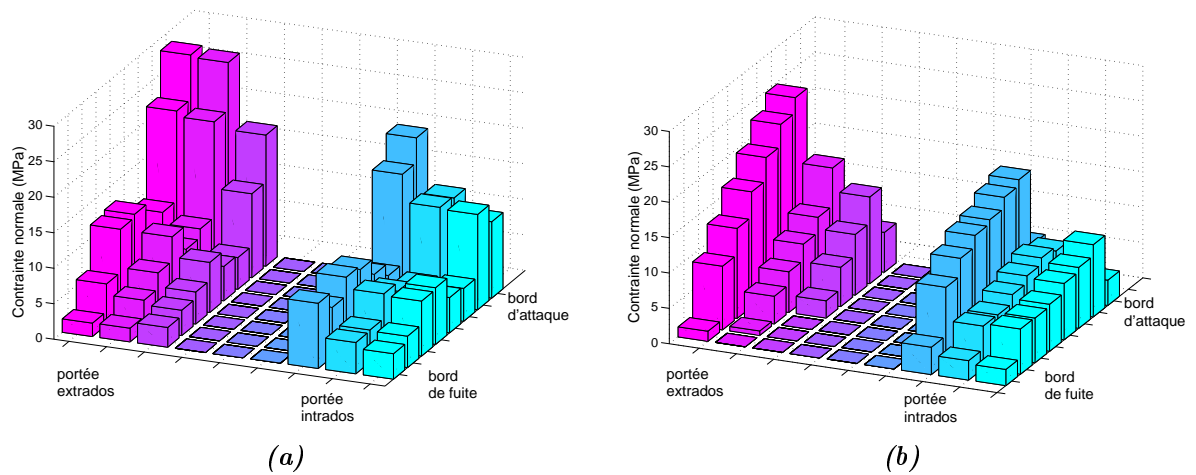 Contrainte normale (MPa)
30
25
20
15
10
5
0
portée
extrados
portée
intrados
bord
de fuite
bord
d'attaque
(a)
Contrainte normale (MPa)
30
25
20
15
10
5
0
portée
extrados
portée
intrados
bord
de fuite
bord
d'attaque
(b)